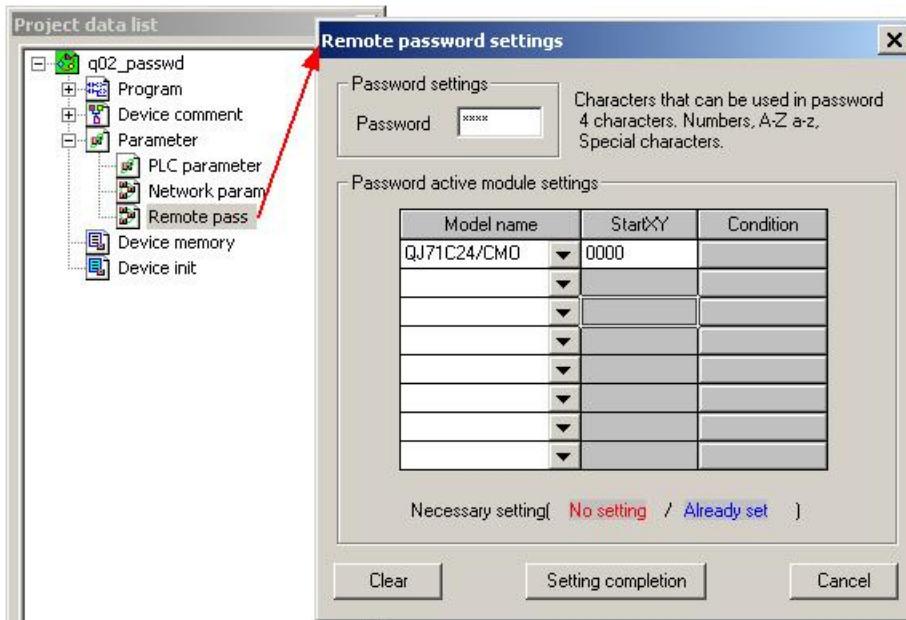 Project data list
q02_passwd
Program
Device comment
Parameter
PLC parameter
Network param
Remote pass
Device memory
Device init
Remote password settings
Password settings
Password ****
Characters that can be used in password
4 characters. Numbers, A-Z a-z,
Special characters.
Password active module settings
Model name StartXY Condition
QJ71C24/CMO 0000
Necessary setting( No setting / Already set )
Clear Setting completion Cancel